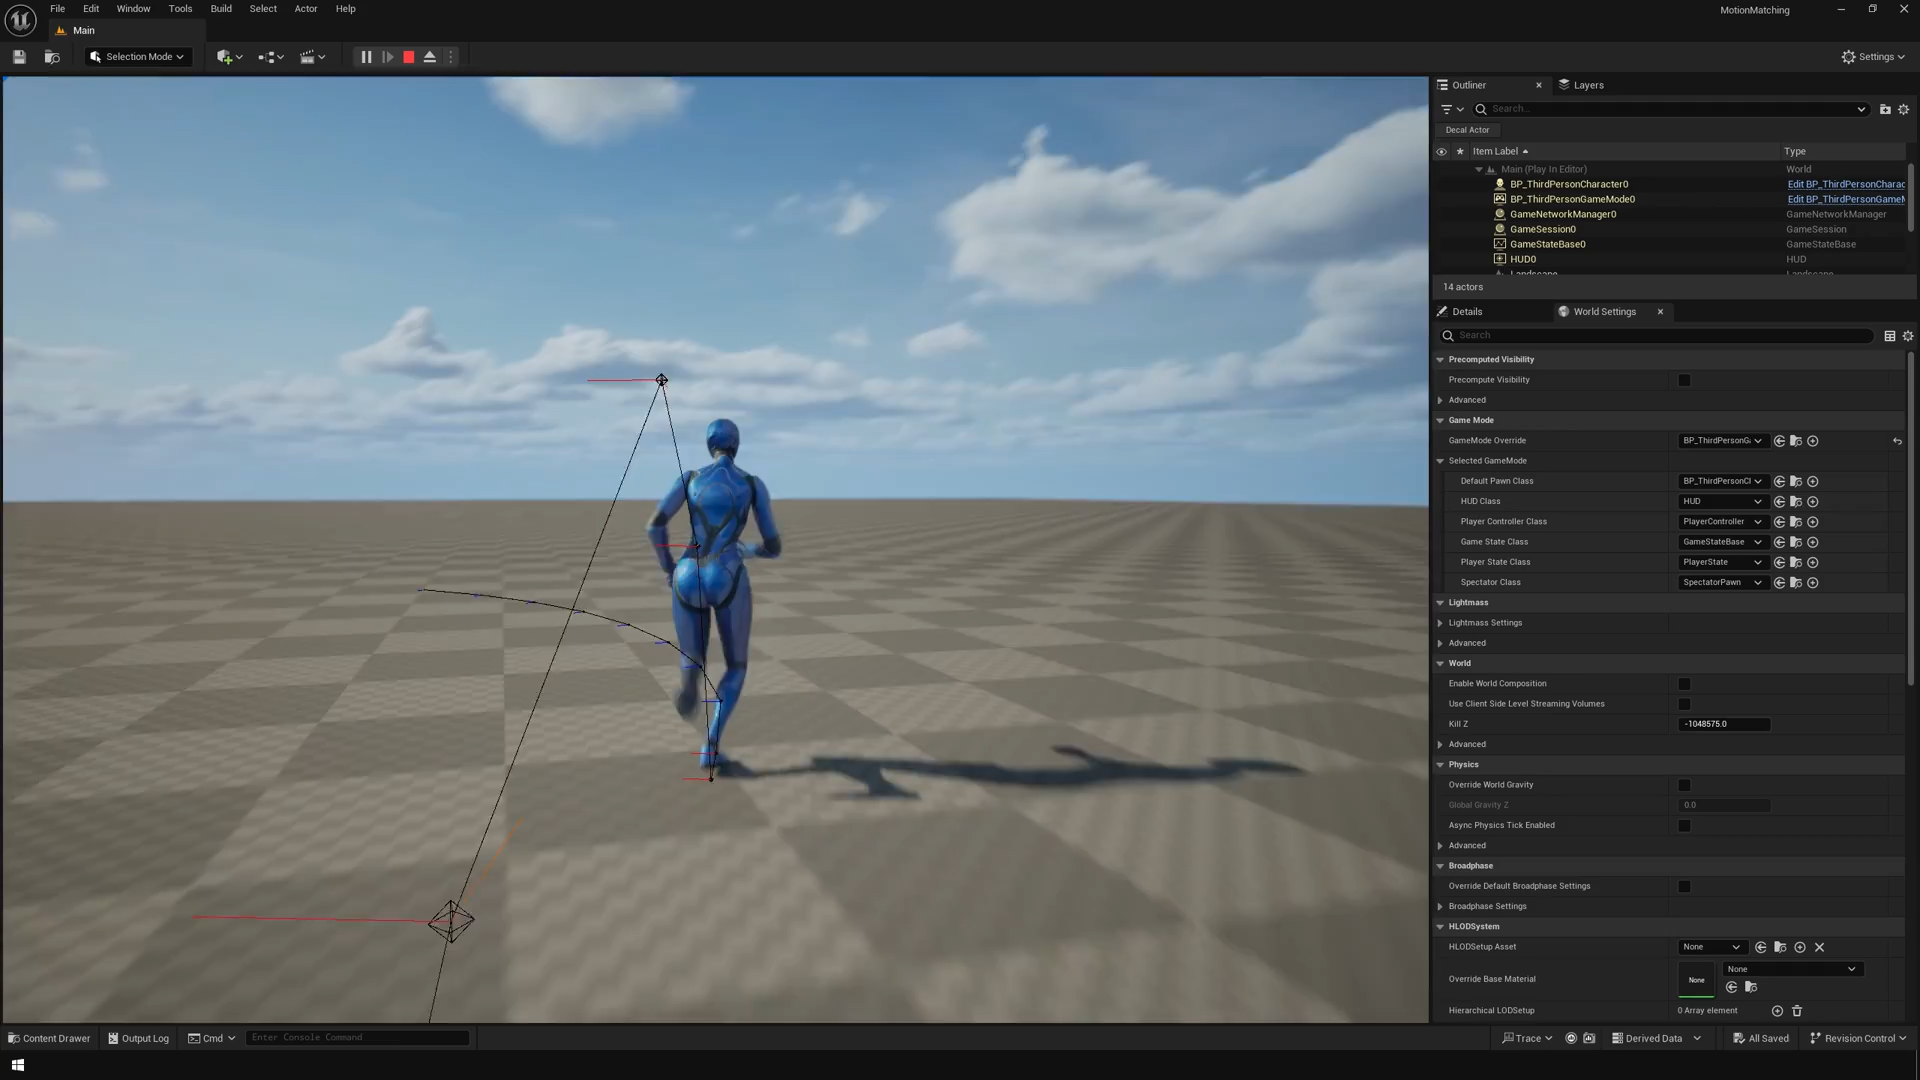 File Edit Window Tools Build Select Actor Help
MotionMatching
Main
Selection Mode
Settings
Outliner
Layers
Search...
Decal Actor
Item Label
Type
Main (Play In Editor)
World
BP_ThirdPersonCharacter0
Edit BP_ThirdPersonCharac
BP_ThirdPersonGameMode0
Edit BP_ThirdPersonGameM
GameNetworkManager0
GameNetworkManager
GameSession0
GameSession
GameStateBase0
GameStateBase
HUD0
HUD
Landscape
Landscape
14 actors
Details
World Settings
Search
Precomputed Visibility
Precompute Visibility
Advanced
Game Mode
GameMode Override
BP_ThirdPersonG
Selected GameMode
Default Pawn Class
BP_ThirdPersonCl
HUD Class
HUD
Player Controller Class
PlayerController
Game State Class
GameStateBase
Player State Class
PlayerState
Spectator Class
SpectatorPawn
Lightmass
Lightmass Settings
Advanced
World
Enable World Composition
Use Client Side Level Streaming Volumes
Kill Z
-1048575.0
Advanced
Physics
Override World Gravity
Global Gravity Z
0.0
Async Physics Tick Enabled
Advanced
Broadphase
Override Default Broadphase Settings
Broadphase Settings
HLODSystem
HLODSetup Asset
None
Override Base Material
None
None
Hierarchical LODSetup
0 Array element
Content Drawer
Output Log
Cmd
Enter Console Command
Trace
Derived Data
All Saved
Revision Control